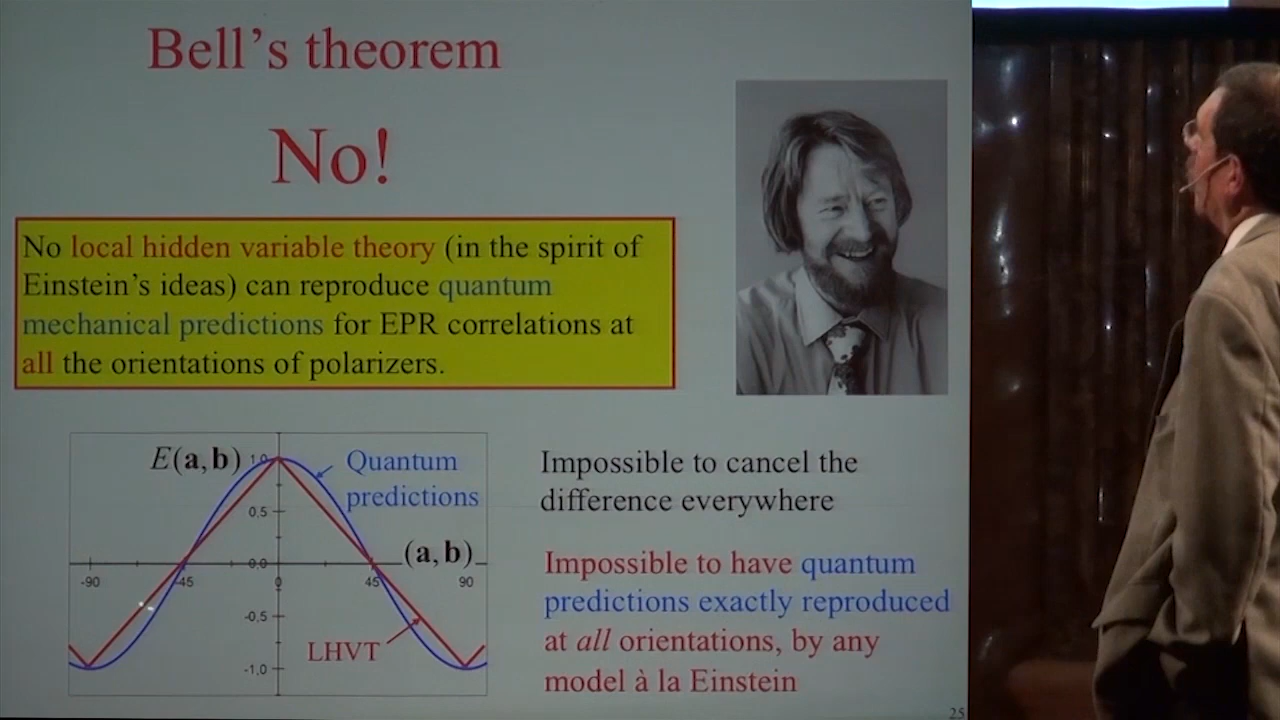 Bell's theorem
No!
No local hidden variable theory (in the spirit of
Einstein's ideas) can reproduce quantum
mechanical predictions for EPR correlations at
all the orientations of polarizers.
E(a,b)
1,0
Quantum
predictions
0,5
(a,b)
0,0
-90
-45
0
45
90
-0,5
LHVT
-1,0
Impossible to cancel the
difference everywhere
Impossible to have quantum
predictions exactly reproduced
at all orientations, by any
model à la Einstein
25